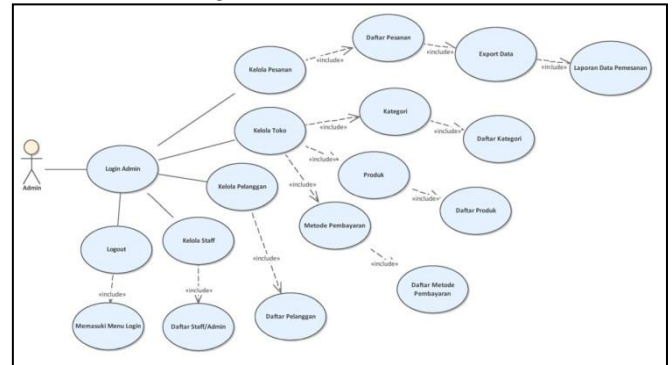 Daftar Pesanan
«include»
«include»
Export Data
«include»
Laporan Data Pemesanan
Kelola Pesanan
Kelola Toko
«include»
Kategori
«include»
Daftar Kategori
Admin
Login Admin
«include»
Produk
Kelola Pelanggan
«include»
«include»
Daftar Produk
Metode Pembayaran
Logout
Kelola Staff
«include»
«include»
Daftar Metode
Pembayaran
«include»
«include»
Memasuki Menu Login
Daftar Staff/Admin
Daftar Pelanggan